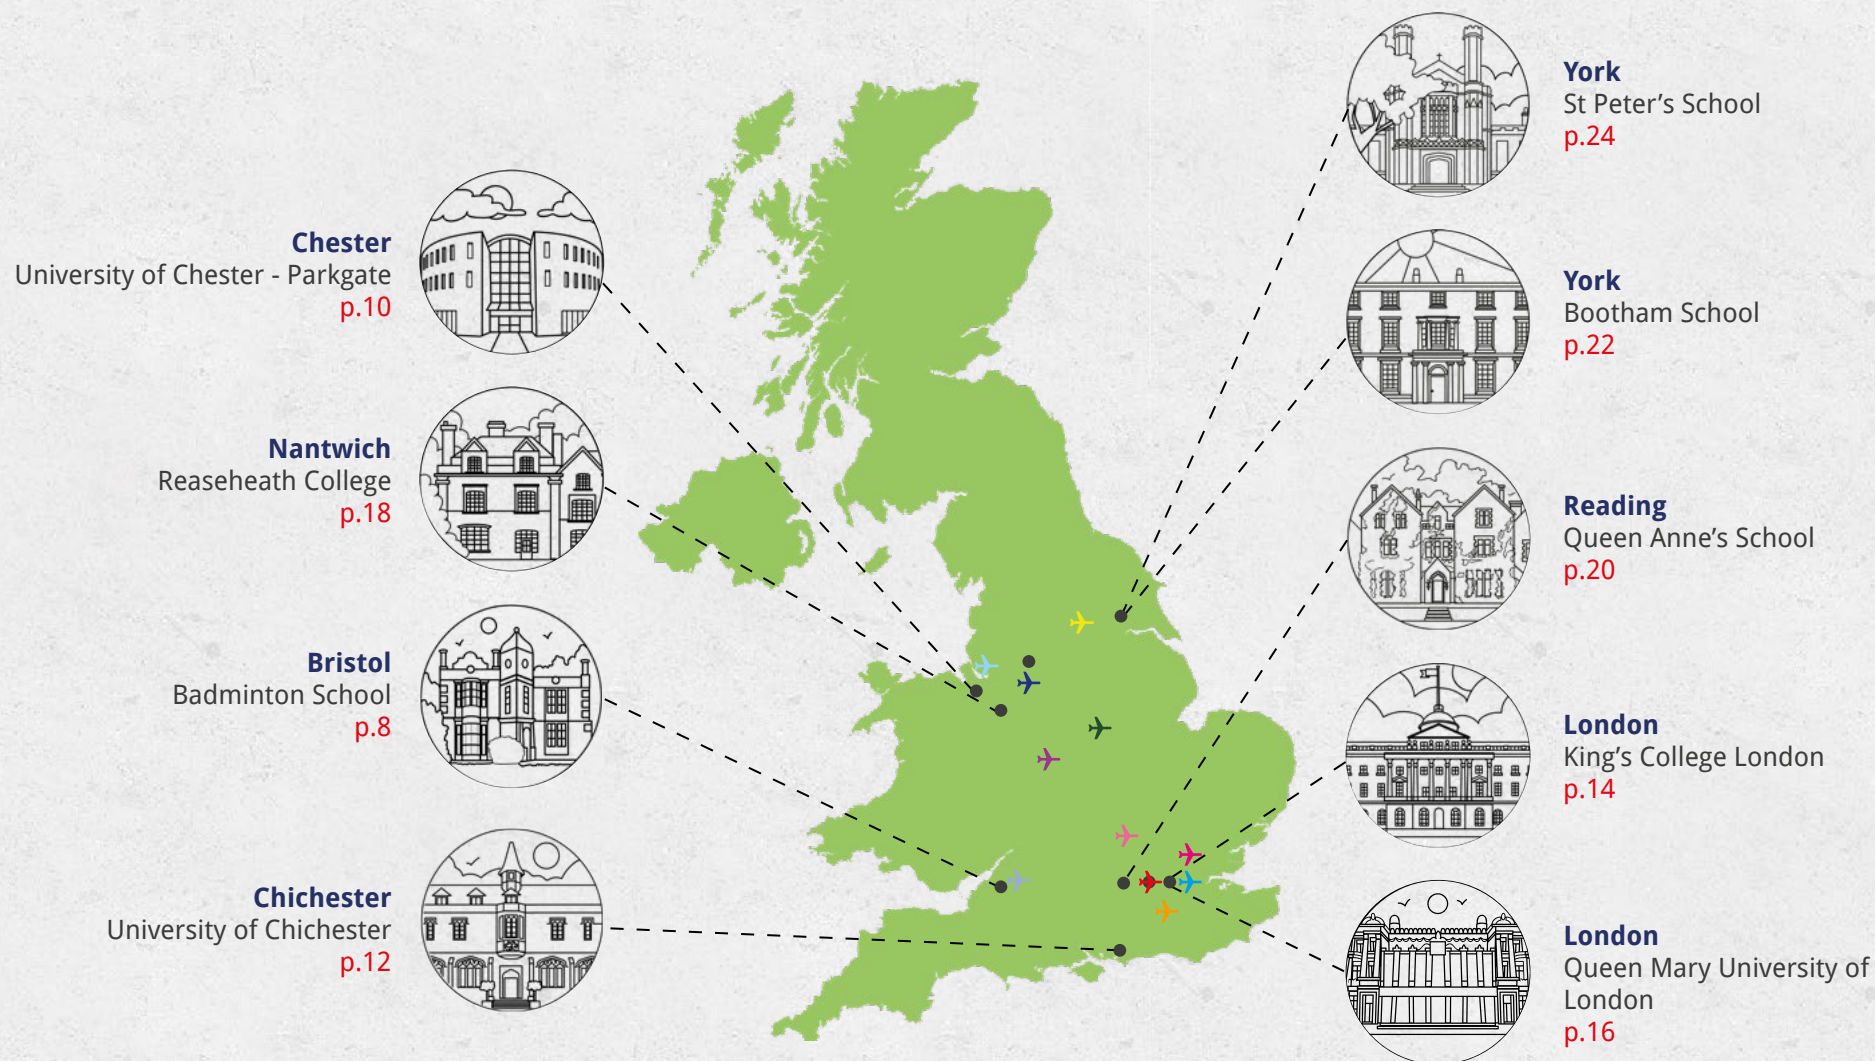 Chester
University of Chester - Parkgate
p.10
Nantwich
Reaseheath College
p.18
Bristol
Badminton School
p.8
Chichester
University of Chichester
p.12
York
St Peter’s School
p.24
York
Bootham School
p.22
Reading
Queen Anne’s School
p.20
London
King’s College London
p.14
London
Queen Mary University of
London
p.16